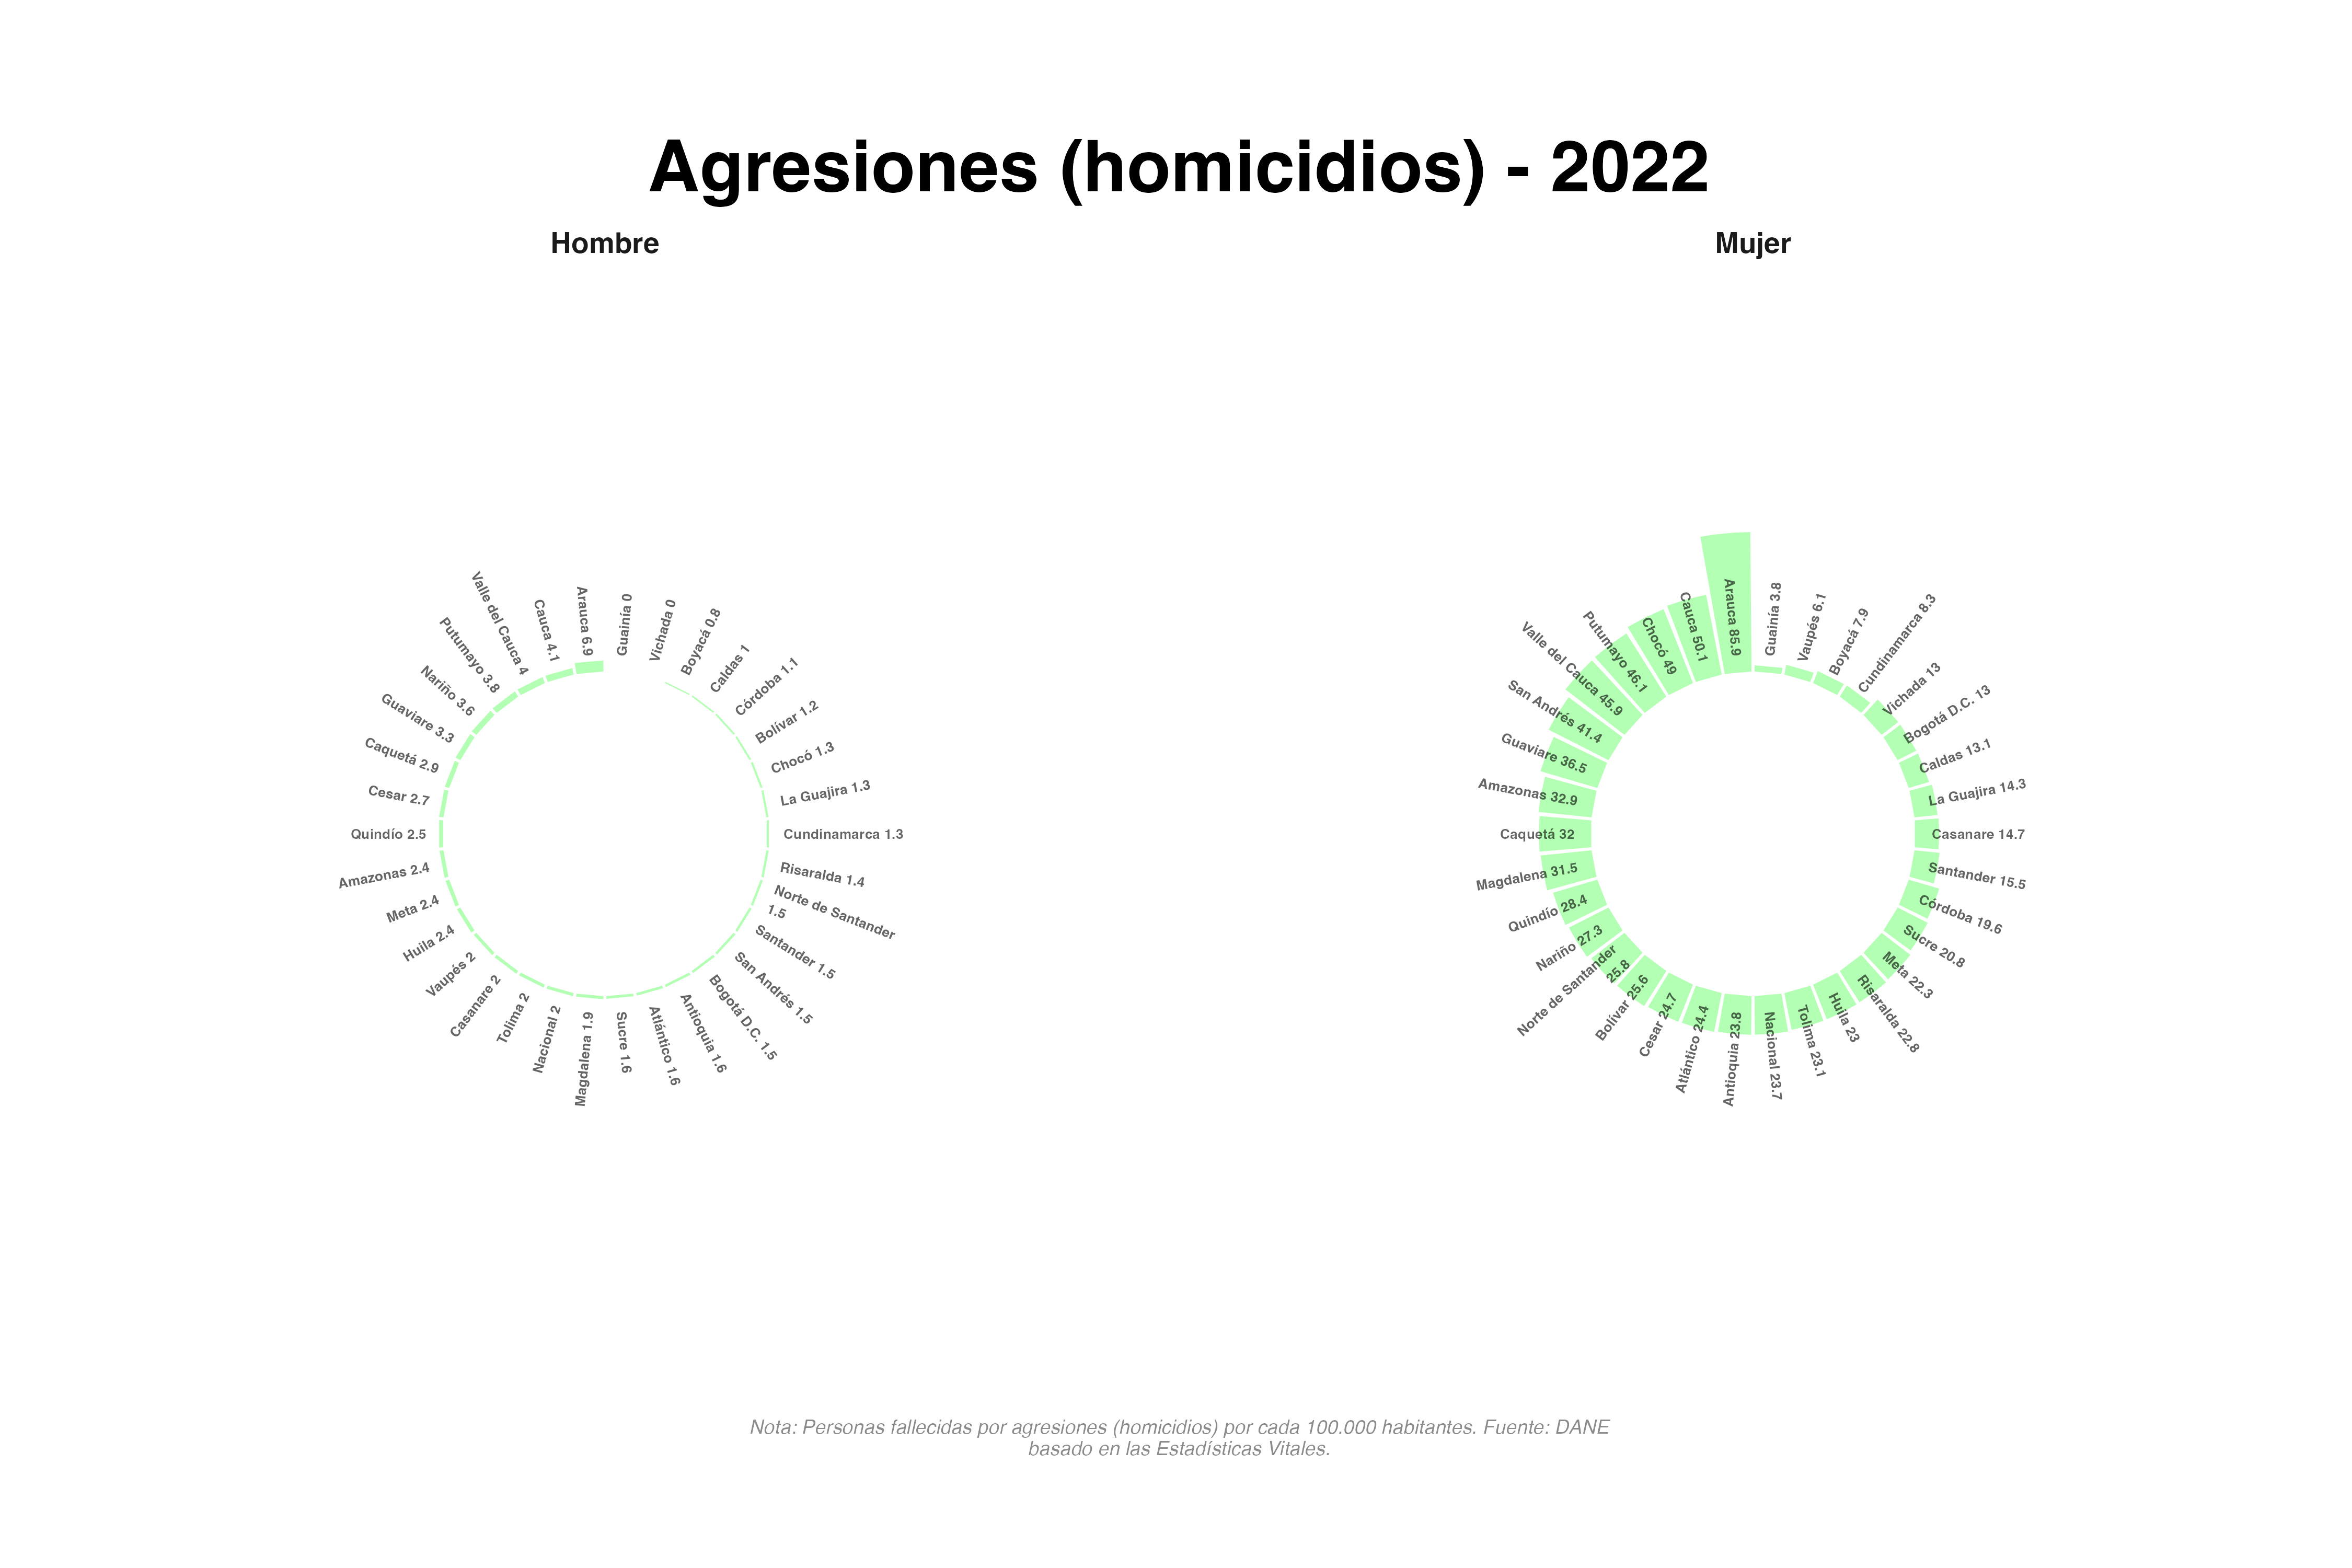 Agresiones (homicidios) - 2022
Hombre
Guainía 0
Vichada 0
Boyacá 0.8
Caldas 1
Córdoba 1.1
Bolívar 1.2
Chocó 1.3
La Guajira 1.3
Cundinamarca 1.3
Risaralda 1.4
Norte de Santander
1.5
Santander 1.5
San Andrés 1.5
Bogotá D.C. 1.5
Antioquia 1.6
Atlántico 1.6
Sucre 1.6
Magdalena 1.9
Nacional 2
Tolima 2
Casanare 2
Vaupés 2
Huila 2.4
Meta 2.4
Amazonas 2.4
Quindío 2.5
Cesar 2.7
Caquetá 2.9
Guaviare 3.3
Nariño 3.6
Putumayo 3.8
Valle del Cauca 4
Cauca 4.1
Arauca 6.9
Mujer
Guainía 3.8
Vaupés 6.1
Boyacá 7.9
Cundinamarca 8.3
Vichada 13
Bogotá D.C. 13
Caldas 13.1
La Guajira 14.3
Casanare 14.7
Santander 15.5
Córdoba 19.6
Sucre 20.8
Meta 22.3
Risaralda 22.8
Huila 23
Tolima 23.1
Nacional 23.7
Antioquia 23.8
Atlántico 24.4
Cesar 24.7
Bolívar 25.6
Norte de Santander
25.8
Nariño 27.3
Quindío 28.4
Magdalena 31.5
Caquetá 32
Amazonas 32.9
Guaviare 36.5
San Andrés 41.4
Valle del Cauca 45.9
Putumayo 46.1
Chocó 49
Cauca 50.1
Arauca 85.9
Nota: Personas fallecidas por agresiones (homicidios) por cada 100.000 habitantes. Fuente: DANE
basado en las Estadísticas Vitales.